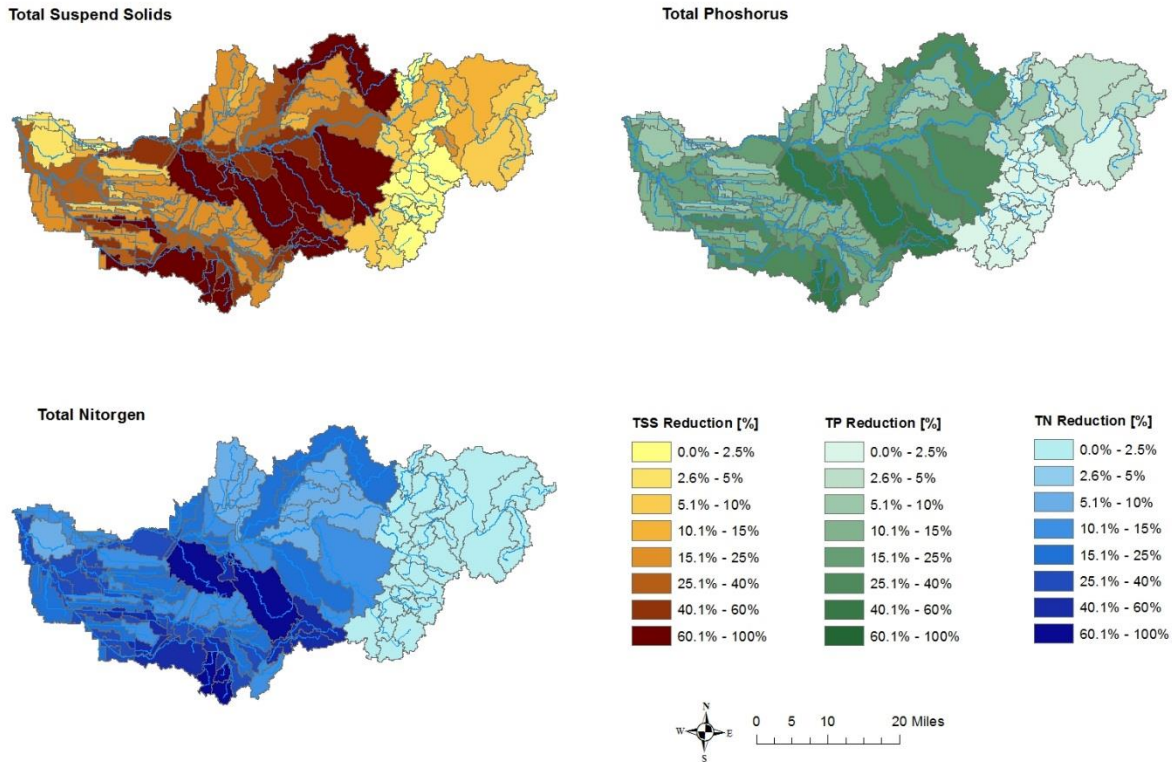 Total Suspend Solids
Total Phoshorus
Total Nitorgen
TSS Reduction [%]
0.0% - 2.5%
2.6% - 5%
5.1% - 10%
10.1% - 15%
15.1% - 25%
25.1% - 40%
40.1% - 60%
60.1% - 100%
TP Reduction [%]
0.0% - 2.5%
2.6% - 5%
5.1% - 10%
10.1% - 15%
15.1% - 25%
25.1% - 40%
40.1% - 60%
60.1% - 100%
TN Reduction [%]
0.0% - 2.5%
2.6% - 5%
5.1% - 10%
10.1% - 15%
15.1% - 25%
25.1% - 40%
40.1% - 60%
60.1% - 100%
N
W E
S
0 5 10 20 Miles